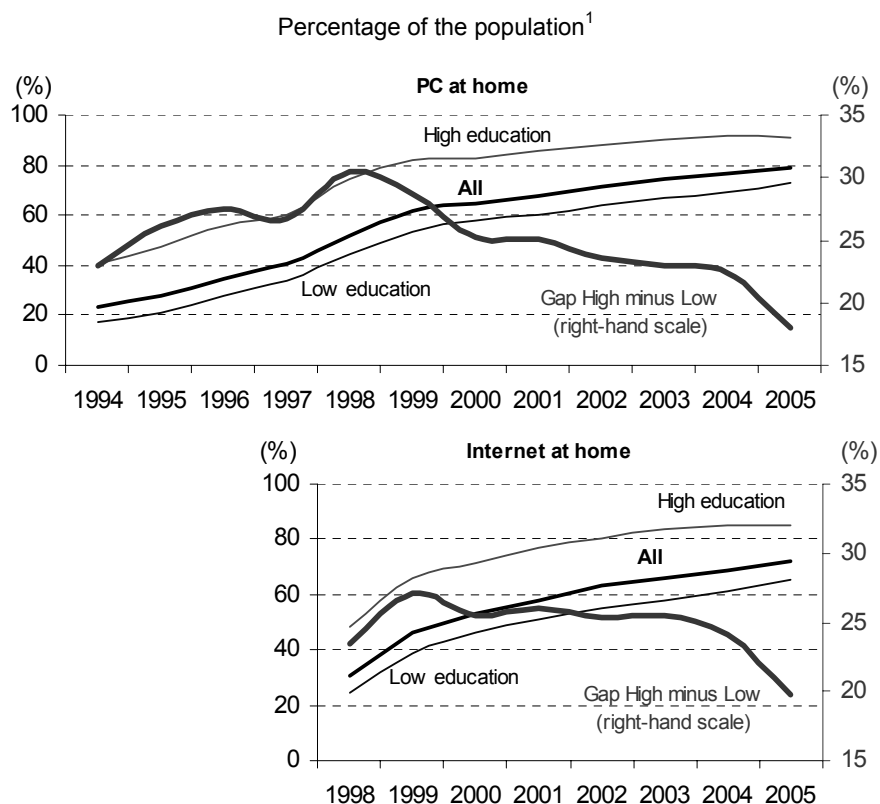 Percentage of the population¹
(%) PC at home (%)
100 35
High education
80 30
All
60
25
40
Low education
Gap High minus Low
20 20
(right-hand scale)
0 15
1994 1995 1996 1997 1998 1999 2000 2001 2002 2003 2004 2005
(%) Internet at home (%)
100 35
High education
80 30
All
60
25
40
Low education
Gap High minus Low
20 20
(right-hand scale)
0 15
1998 1999 2000 2001 2002 2003 2004 2005